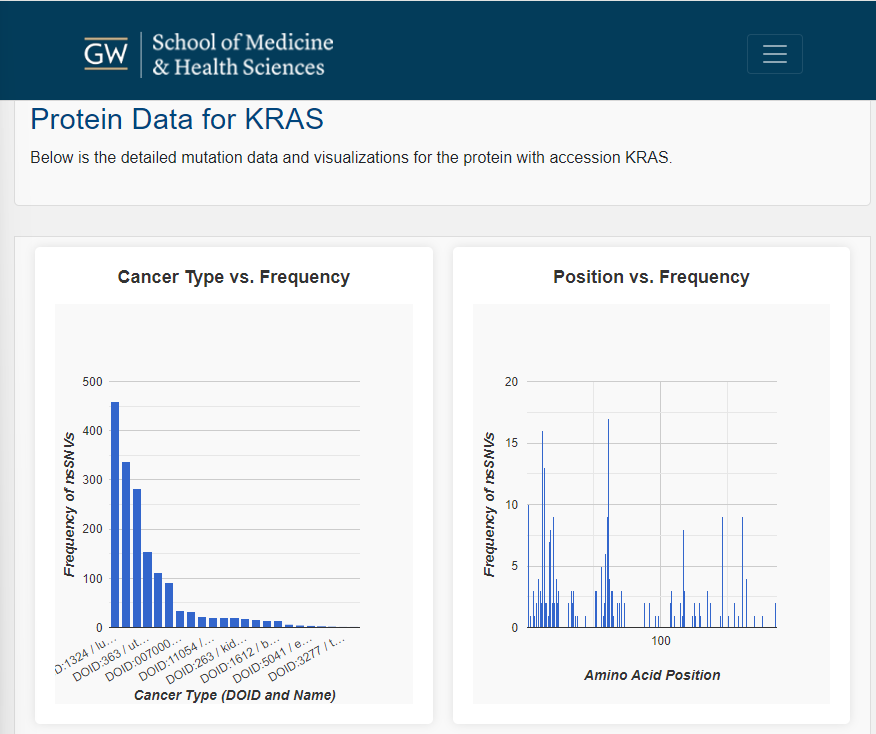 GW
School of Medicine
& Health Sciences
Protein Data for KRAS
Below is the detailed mutation data and visualizations for the protein with accession KRAS.
Cancer Type vs. Frequency
500
400
300
200
100
0
Frequency of nsSNVs
D:1324 / lu…
DOID:363 / ut…
DOID:007000…
DOID:11054 /…
DOID:263 / kid…
DOID:1612 / b…
DOID:5041 / e…
DOID:3277 / t…
Cancer Type (DOID and Name)
Position vs. Frequency
20
15
10
5
0
Frequency of nsSNVs
100
Amino Acid Position